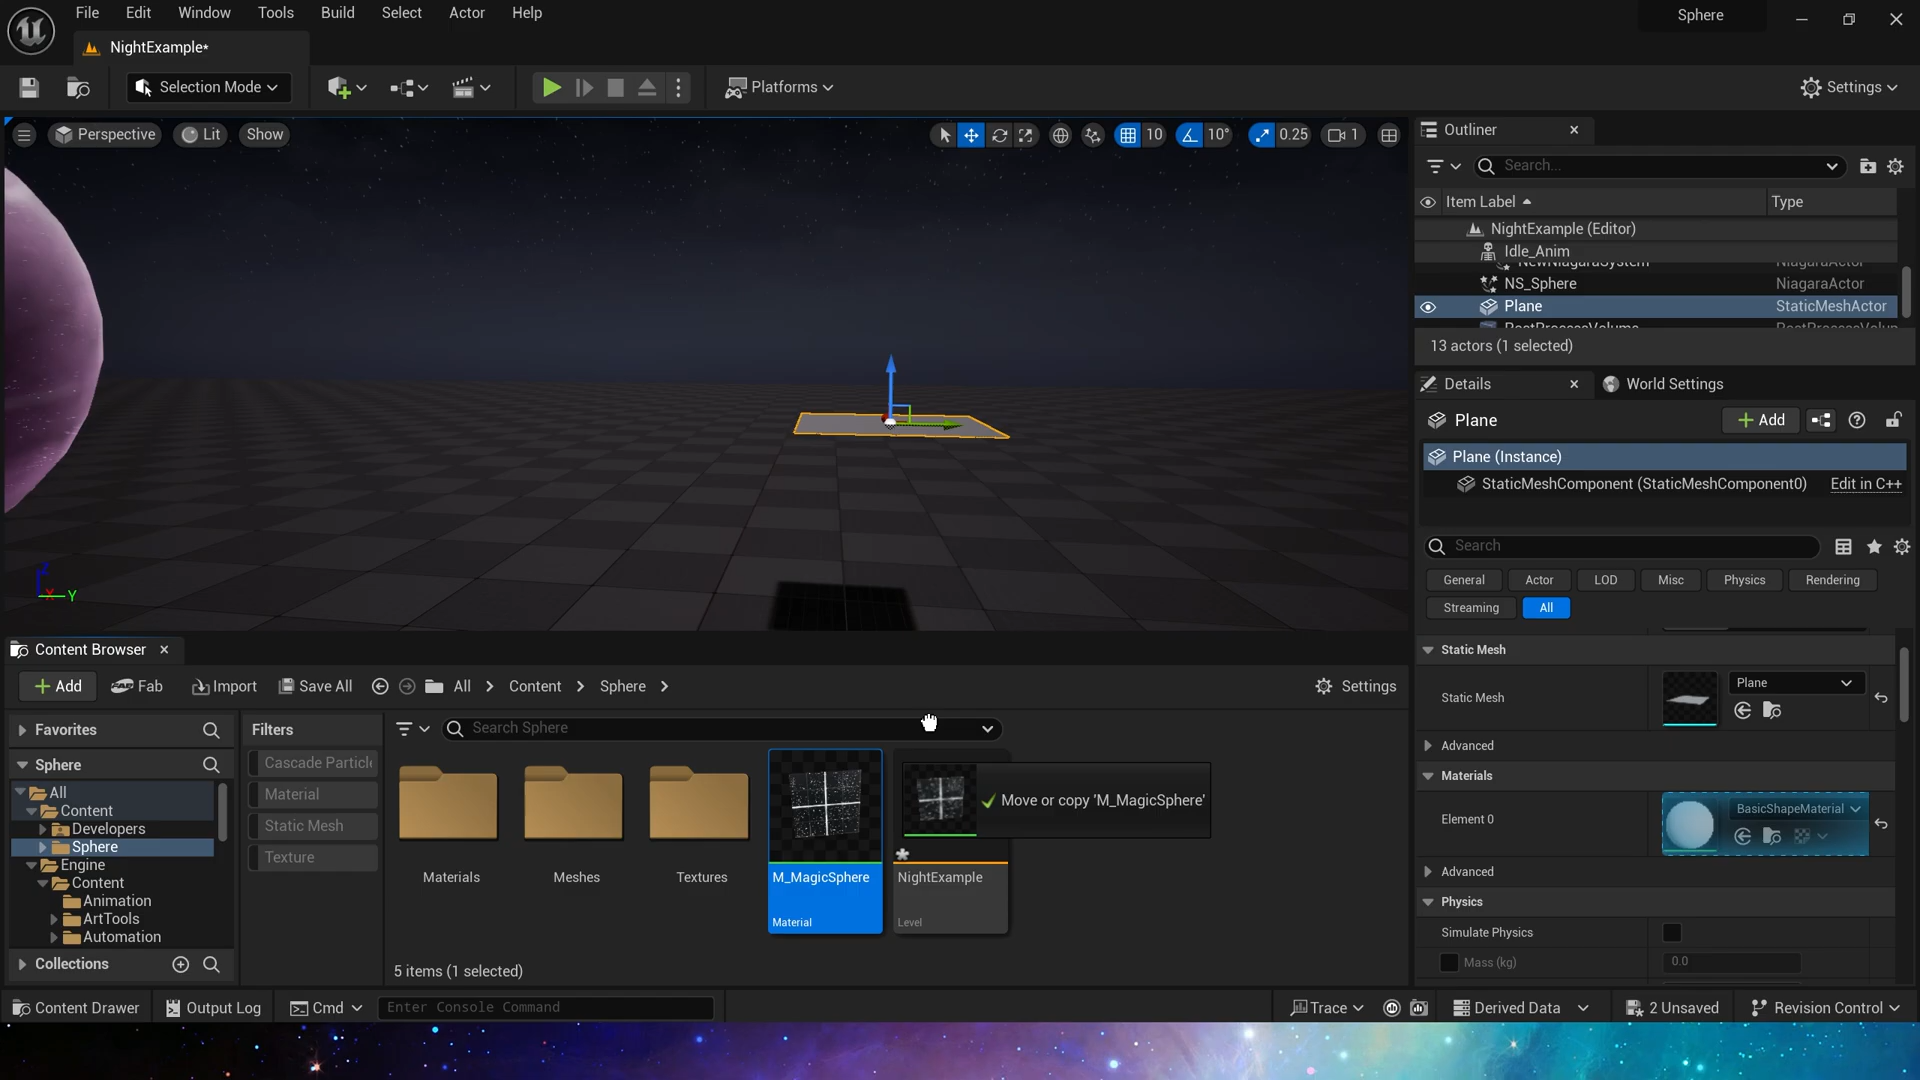 File Edit Window Tools Build Select Actor Help
Sphere
NightExample*
Selection Mode
Platforms
Settings
Perspective
Lit
Show
10
10°
0.25
1
Y
X
Outliner
Search...
Item Label
Type
NightExample (Editor)
Idle_Anim
NewNiagaraSystem
NiagaraActor
NS_Sphere
NiagaraActor
Plane
StaticMeshActor
PostProcessVolume
PostProcessVolun
13 actors (1 selected)
Details
World Settings
Plane
Add
Plane (Instance)
StaticMeshComponent (StaticMeshComponent0)
Edit in C++
Search
General
Actor
LOD
Misc
Physics
Rendering
Streaming
All
Static Mesh
Static Mesh
Plane
Advanced
Materials
Element 0
BasicShapeMaterial
Advanced
Physics
Simulate Physics
Mass (kg)
0.0
Content Browser
Add
Fab
Import
Save All
All
Content
Sphere
Settings
Favorites
Sphere
All
Content
Developers
Sphere
Engine
Content
Animation
ArtTools
Automation
Collections
Filters
Cascade Particle
Material
Static Mesh
Texture
Search Sphere
Materials
Meshes
Textures
M_MagicSphere
Material
NightExample
Level
Move or copy 'M_MagicSphere'
5 items (1 selected)
Content Drawer
Output Log
Cmd
Enter Console Command
Trace
Derived Data
2 Unsaved
Revision Control